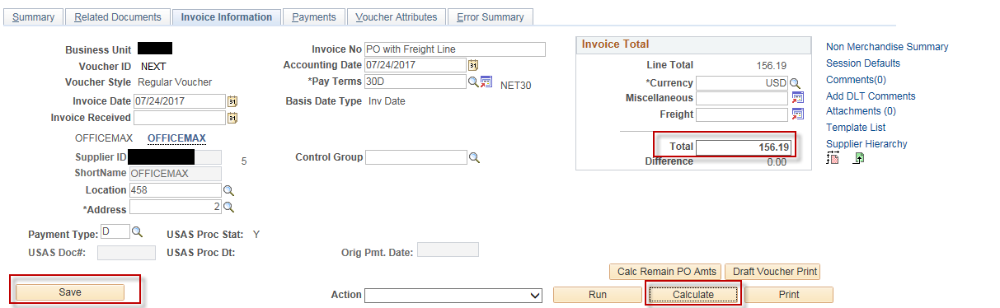 Summary Related Documents Invoice Information Payments Voucher Attributes Error Summary
Business Unit
Voucher ID NEXT
Voucher Style Regular Voucher
Invoice Date 07/24/2017 31
Invoice Received 31
OFFICEMAX OFFICEMAX
Supplier ID 5
ShortName OFFICEMAX
Location 458
*Address 2
Payment Type: D USAS Proc Stat: Y
USAS Doc#: USAS Proc Dt:
Invoice No PO with Freight Line
Accounting Date 07/24/2017 31
*Pay Terms 30D NET30
Basis Date Type Inv Date
Control Group
Orig Pmt. Date:
Invoice Total
Line Total 156.19
*Currency USD
Miscellaneous
Freight
Total 156.19
Difference 0.00
Non Merchandise Summary
Session Defaults
Comments(0)
Add DLT Comments
Attachments (0)
Template List
Supplier Hierarchy
Calc Remain PO Amts Draft Voucher Print
Save Action Run Calculate Print